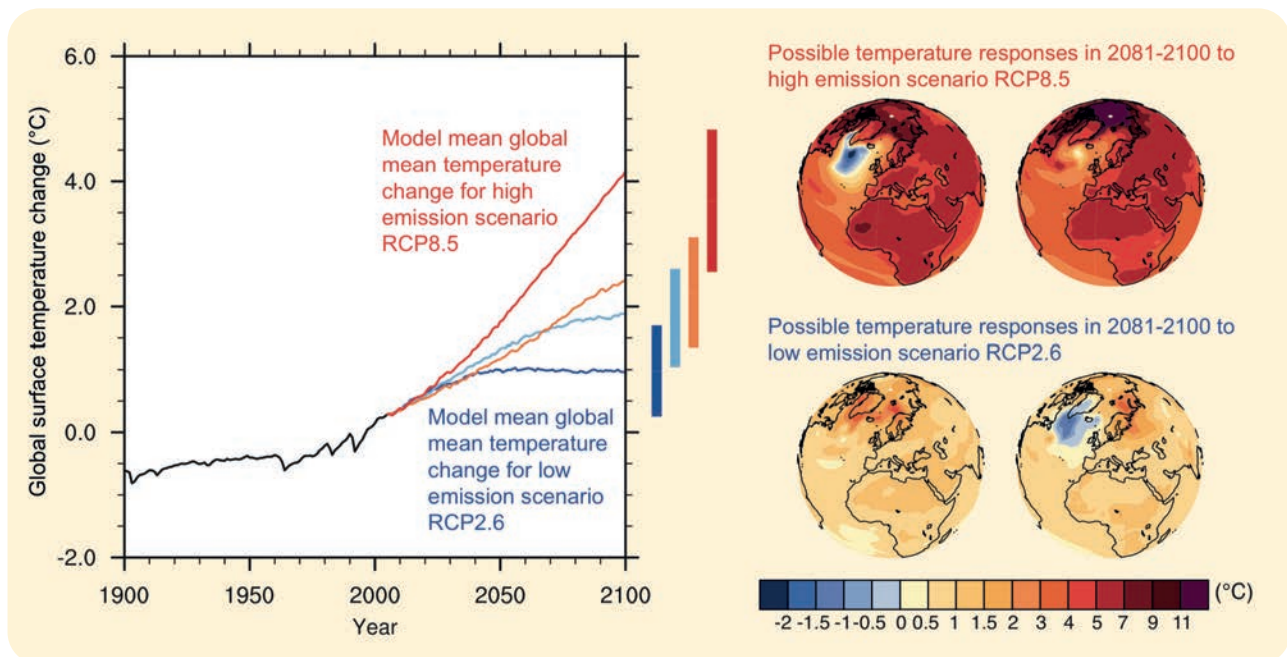 Global surface temperature change (°C)
6.0
4.0
2.0
0.0
-2.0
1900
1950
2000
2050
2100
Year
Model mean global
mean temperature
change for high
emission scenario
RCP8.5
Model mean global
mean temperature
change for low
emission scenario
RCP2.6
Possible temperature responses in 2081-2100 to
high emission scenario RCP8.5
Possible temperature responses in 2081-2100 to
low emission scenario RCP2.6
(°C)
-2 -1.5 -1 -0.5 0 0.5 1 1.5 2 3 4 5 7 9 11